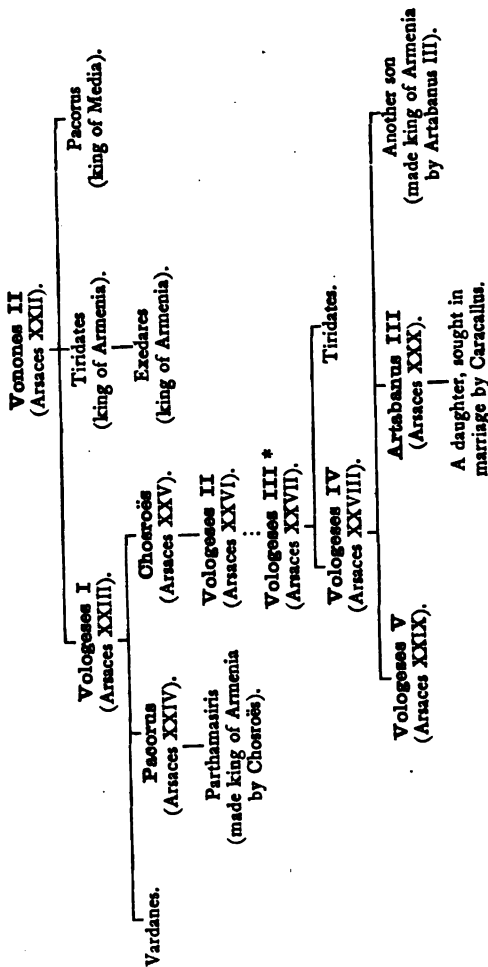 Vonones II
(Arsaces XXII).
Vologeses I
(Arsaces XXIII).
Tiridates
(king of Armenia).
Pacorus
(king of Media).
Exedares
(king of Armenia).
Vardanes.
Pacorus
(Arsaces XXIV).
Chosroës
(Arsaces XXV).
Parthamasiris
(made king of Armenia
by Chosroës).
Vologeses II
(Arsaces XXVI).
Vologeses III *
(Arsaces XXVII).
Vologeses IV
(Arsaces XXVIII).
Tiridates.
Vologeses V
(Arsaces XXIX).
Artabanus III
(Arsaces XXX).
Another son
(made king of Armenia
by Artabanus III).
A daughter, sought in
marriage by Caracallus.